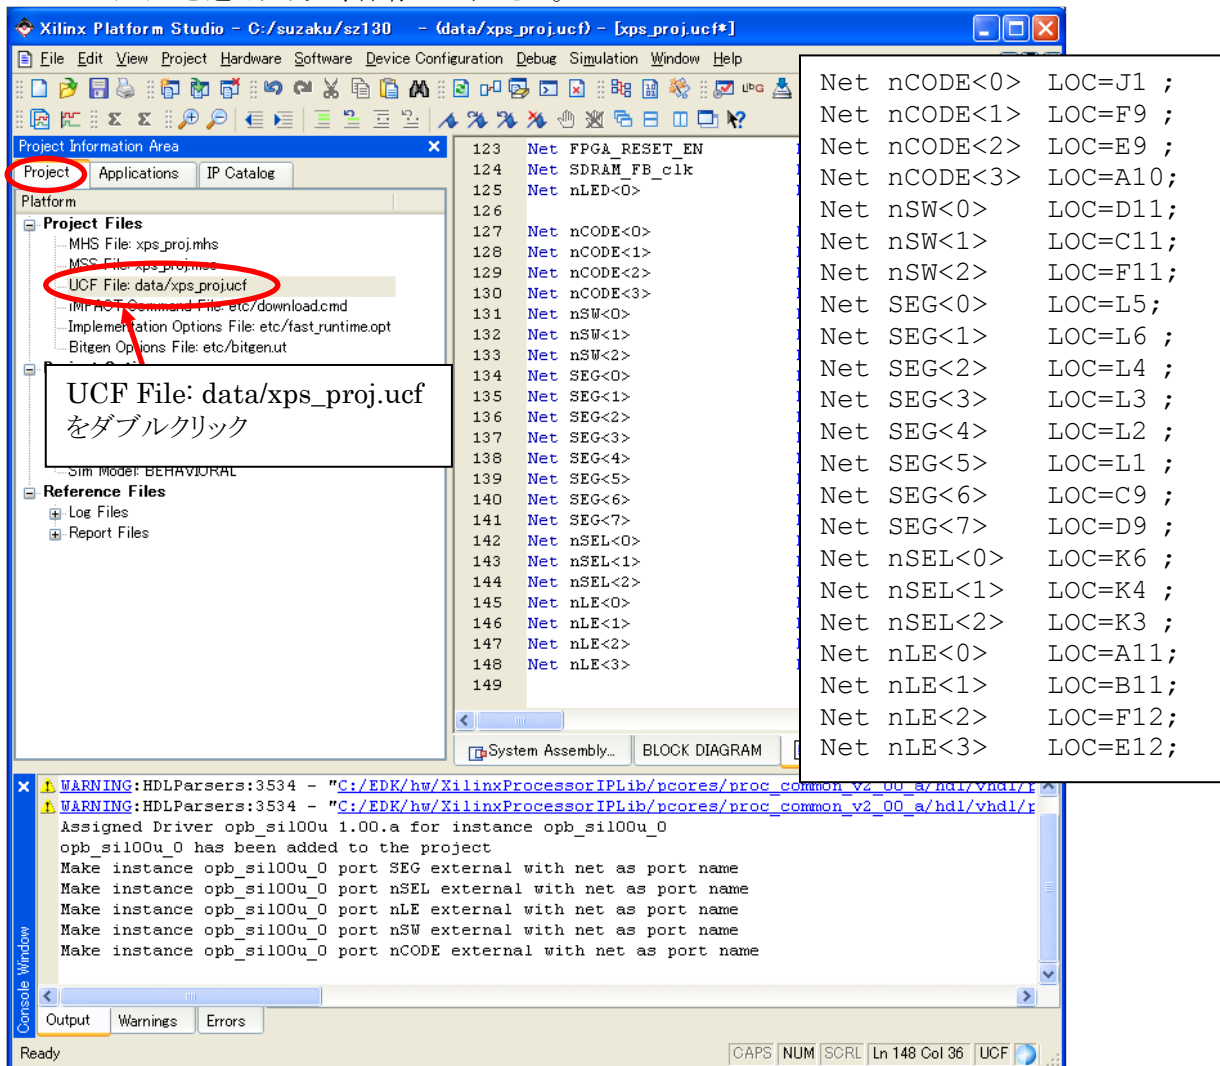 Xilinx Platform Studio - C:/suzaku/sz130 - (data/xps_proj.ucf) - [xps_proj.ucf*]
File Edit View Project Hardware Software Device Configuration Debug Simulation Window Help
Project Information Area
Project Applications IP Catalog
Platform
Project Files
MHS File: xps_proj.mhs
MSS File: xps_proj.mss
UCF File: data/xps_proj.ucf
iMPACT Command File: etc/download.cmd
Implementation Options File: etc/fast_runtime.opt
Bitgen Options File: etc/bitgen.ut
UCF File: data/xps_proj.ucf
をダブルクリック
Sim Model: BEHAVIORAL
Reference Files
Log Files
Report Files
123 Net FPGA_RESET_EN
124 Net SDRAM_FB_clk
125 Net nLED<0>
126
127 Net nCODE<0>
128 Net nCODE<1>
129 Net nCODE<2>
130 Net nCODE<3>
131 Net nSW<0>
132 Net nSW<1>
133 Net nSW<2>
134 Net SEG<0>
135 Net SEG<1>
136 Net SEG<2>
137 Net SEG<3>
138 Net SEG<4>
139 Net SEG<5>
140 Net SEG<6>
141 Net SEG<7>
142 Net nSEL<0>
143 Net nSEL<1>
144 Net nSEL<2>
145 Net nLE<0>
146 Net nLE<1>
147 Net nLE<2>
148 Net nLE<3>
149
System Assembly... BLOCK DIAGRAM
Net nCODE<0> LOC=J1 ;
Net nCODE<1> LOC=F9 ;
Net nCODE<2> LOC=E9 ;
Net nCODE<3> LOC=A10;
Net nSW<0> LOC=D11;
Net nSW<1> LOC=C11;
Net nSW<2> LOC=F11;
Net SEG<0> LOC=L5;
Net SEG<1> LOC=L6 ;
Net SEG<2> LOC=L4 ;
Net SEG<3> LOC=L3 ;
Net SEG<4> LOC=L2 ;
Net SEG<5> LOC=L1 ;
Net SEG<6> LOC=C9 ;
Net SEG<7> LOC=D9 ;
Net nSEL<0> LOC=K6 ;
Net nSEL<1> LOC=K4 ;
Net nSEL<2> LOC=K3 ;
Net nLE<0> LOC=A11;
Net nLE<1> LOC=B11;
Net nLE<2> LOC=F12;
Net nLE<3> LOC=E12;
WARNING:HDLParsers:3534 - "C:/EDK/hw/XilinxProcessorIPLib/pcores/proc_common_v2_00_a/hdl/vhdl/
WARNING:HDLParsers:3534 - "C:/EDK/hw/XilinxProcessorIPLib/pcores/proc_common_v2_00_a/hdl/vhdl/
Assigned Driver opb_sil00u 1.00.a for instance opb_sil00u_0
opb_sil00u_0 has been added to the project
Make instance opb_sil00u_0 port SEG external with net as port name
Make instance opb_sil00u_0 port nSEL external with net as port name
Make instance opb_sil00u_0 port nLE external with net as port name
Make instance opb_sil00u_0 port nSW external with net as port name
Make instance opb_sil00u_0 port nCODE external with net as port name
Console Window
Output Warnings Errors
Ready
CAPS NUM SCRL Ln 148 Col 36 UCF